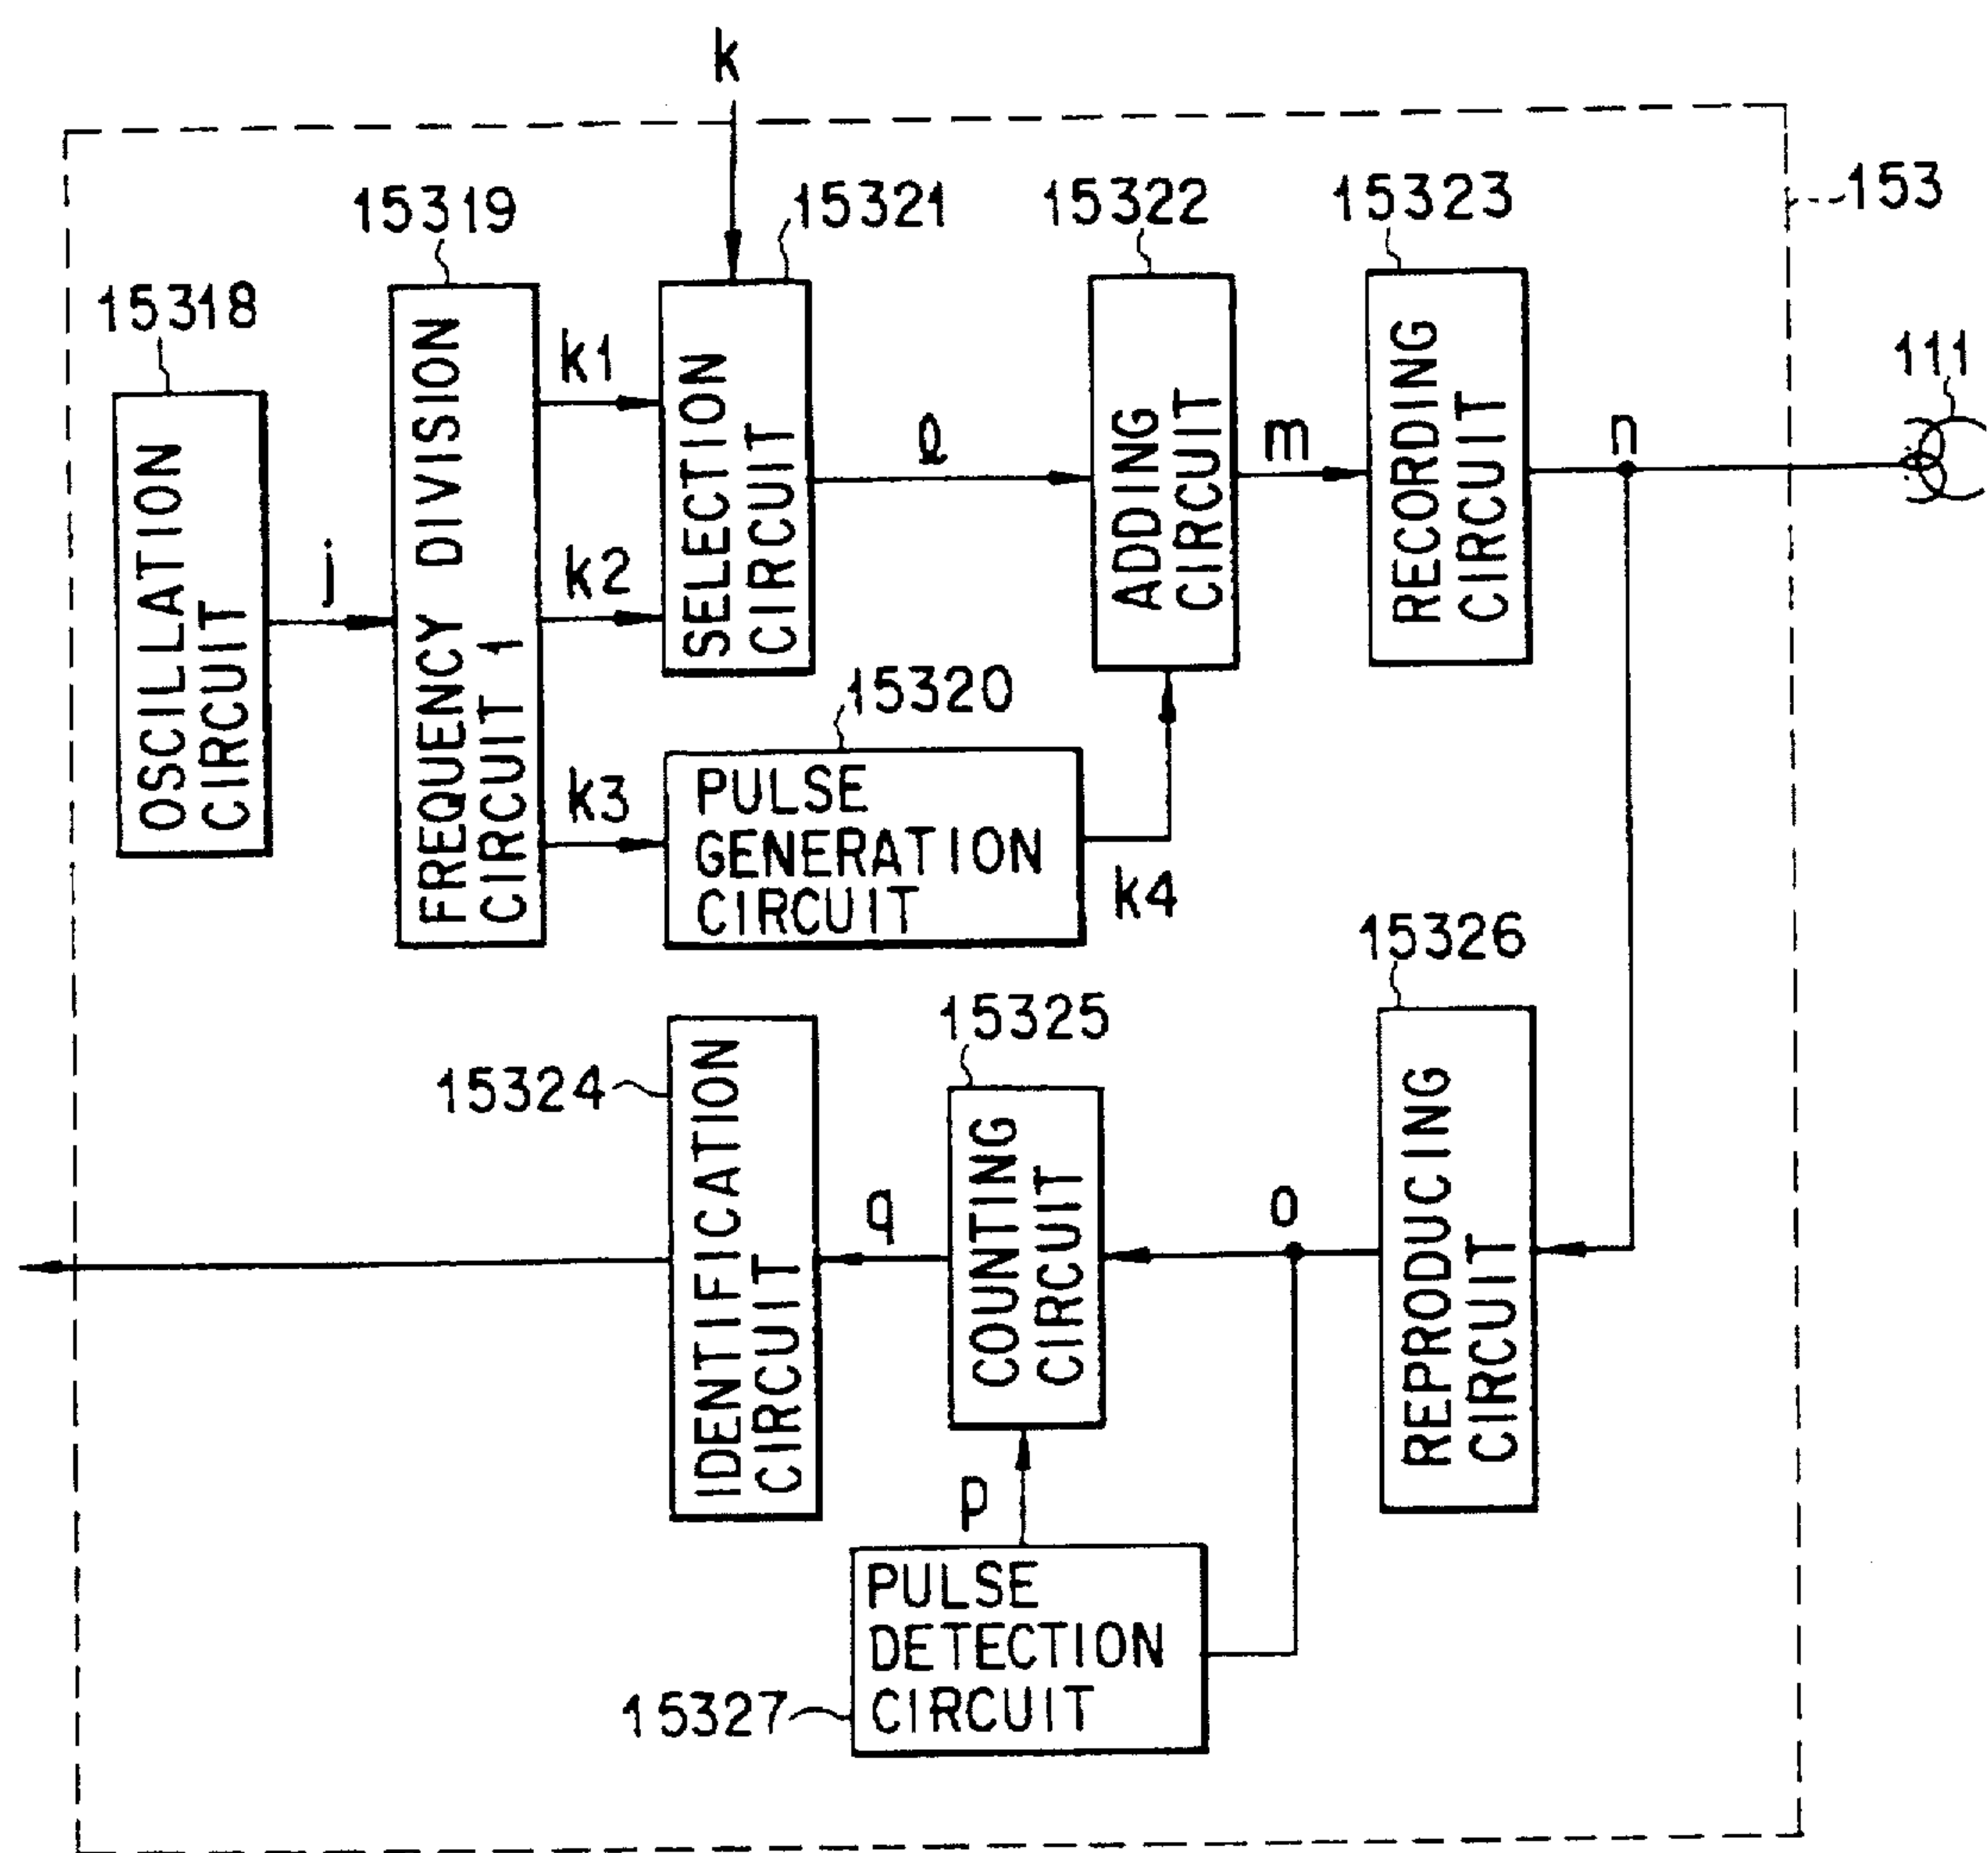 k
153
15319
15321
15322
15323
15318
111
OSCILLATION
CIRCUIT
j
FREQUENCY DIVISION
CIRCUIT 1
k1
k2
k3
SELECTION
CIRCUIT
ℓ
ADDING
CIRCUIT
m
RECORDING
CIRCUIT
n
15320
PULSE
GENERATION
CIRCUIT
k4
15326
15325
15324
IDENTIFICATION
CIRCUIT
q
COUNTING
CIRCUIT
o
REPRODUCING
CIRCUIT
p
PULSE
DETECTION
CIRCUIT
15327